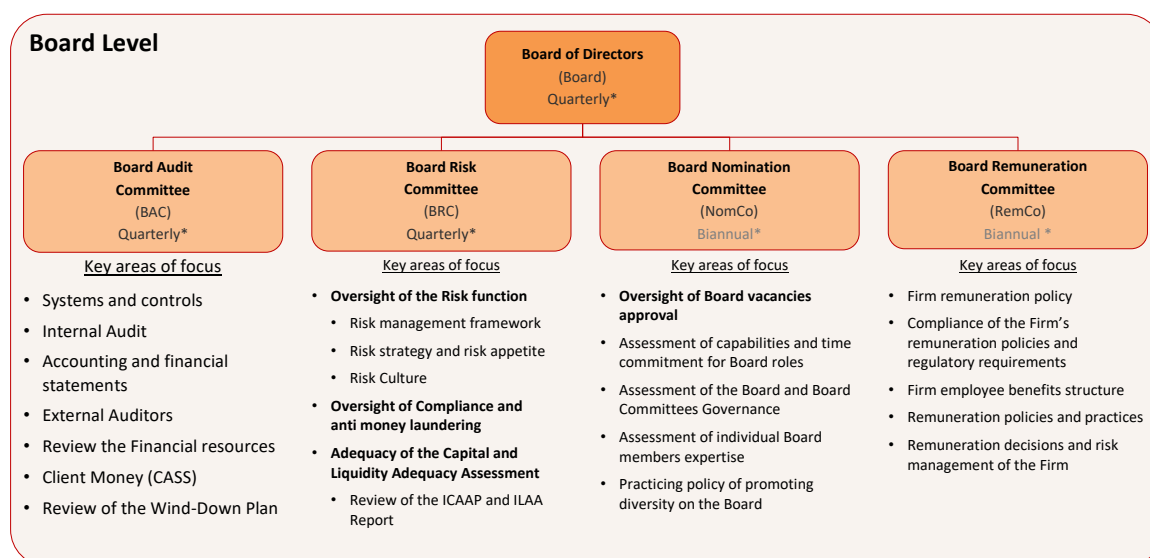 Board Level
Board of Directors
(Board)
Quarterly*
Board Audit
Committee
(BAC)
Quarterly*
Key areas of focus
• Systems and controls
• Internal Audit
• Accounting and financial
statements
• External Auditors
• Review the Financial resources
• Client Money (CASS)
• Review of the Wind-Down Plan
Board Risk
Committee
(BRC)
Quarterly*
Key areas of focus
• Oversight of the Risk function
• Risk management framework
• Risk strategy and risk appetite
• Risk Culture
• Oversight of Compliance and
anti money laundering
• Adequacy of the Capital and
Liquidity Adequacy Assessment
• Review of the ICAAP and ILAA
Report
Board Nomination
Committee
(NomCo)
Biannual*
Key areas of focus
• Oversight of Board vacancies
approval
• Assessment of capabilities and time
commitment for Board roles
• Assessment of the Board and Board
Committees Governance
• Assessment of individual Board
members expertise
• Practicing policy of promoting
diversity on the Board
Board Remuneration
Committee
(RemCo)
Biannual *
Key areas of focus
• Firm remuneration policy
• Compliance of the Firm's
remuneration policies and
regulatory requirements
• Firm employee benefits structure
• Remuneration policies and practices
• Remuneration decisions and risk
management of the Firm